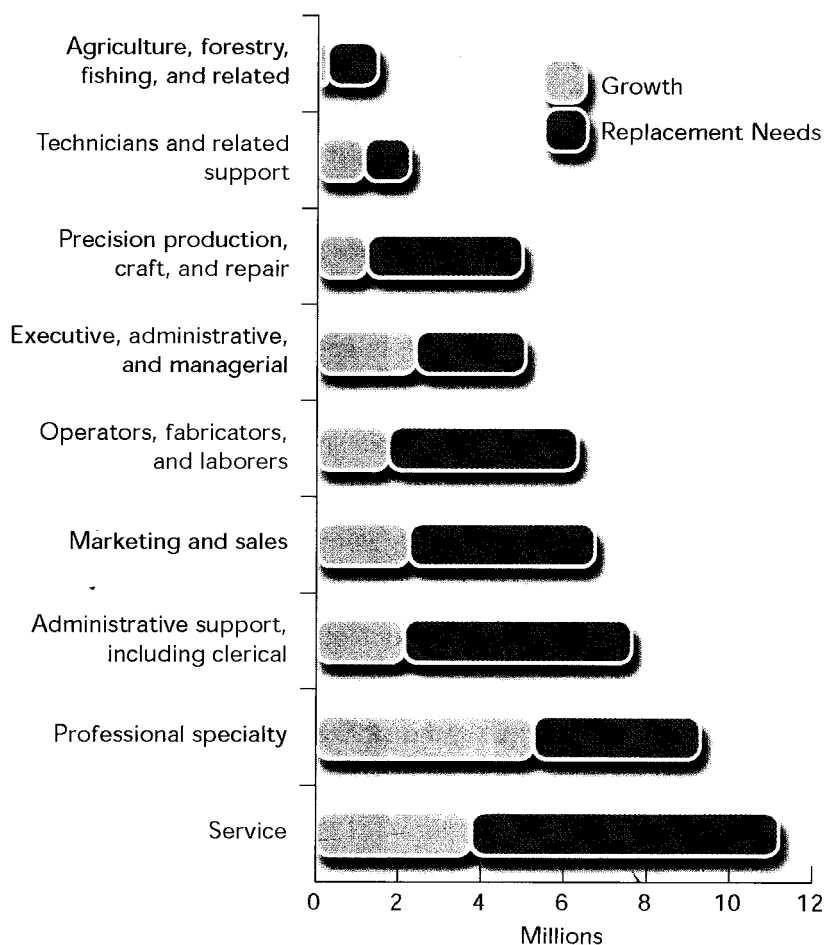 Agriculture, forestry,
fishing, and related
Technicians and related
support
Precision production,
craft, and repair
Executive, administrative,
and managerial
Operators, fabricators,
and laborers
Marketing and sales
Administrative support,
including clerical
Professional specialty
Service
Growth
Replacement Needs
0 2 4 6 8 10 12
Millions